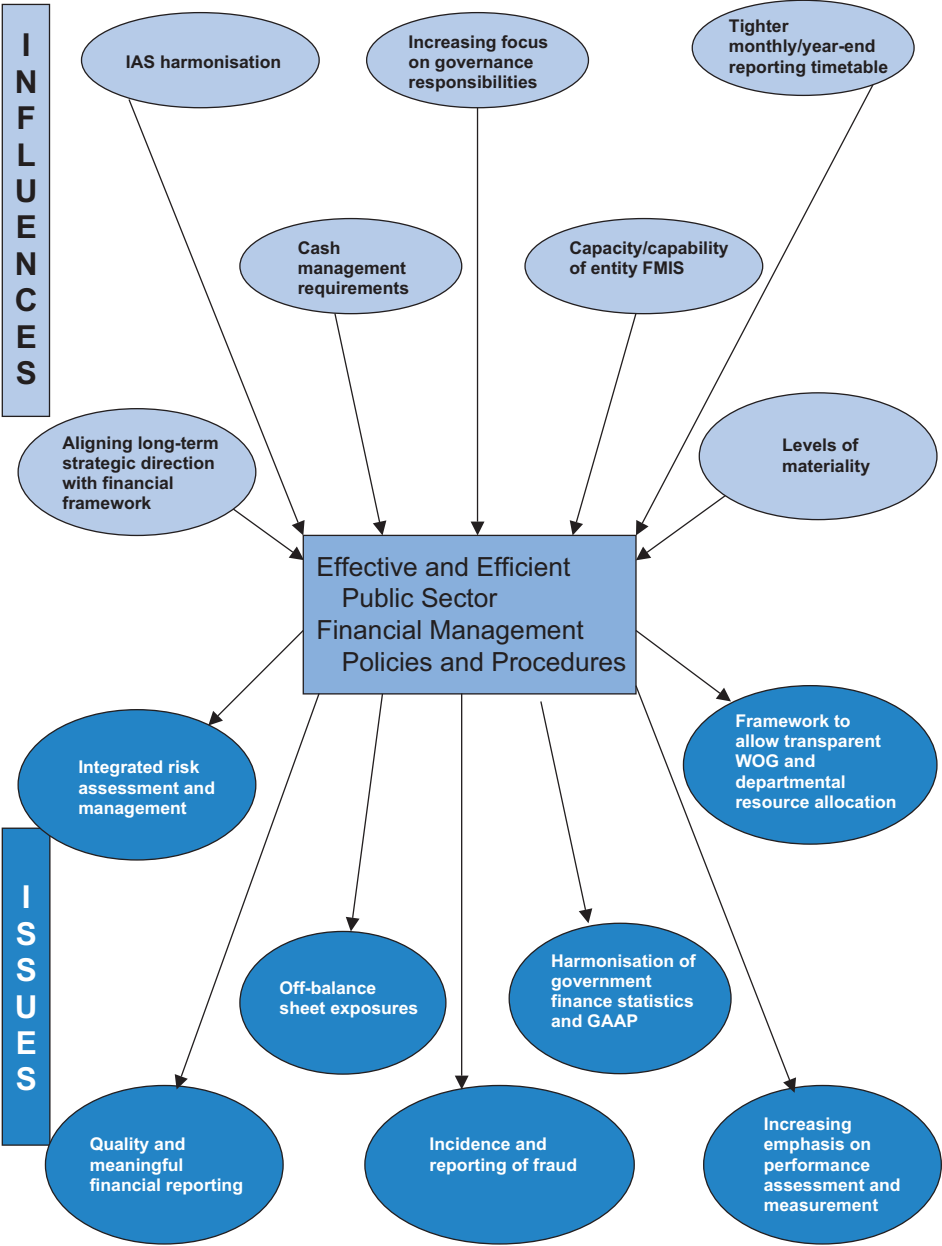 INFLUENCES
IAS harmonisation
Increasing focus
on governance
responsibilities
Tighter
monthly/year-end
reporting timetable
Cash
management
requirements
Capacity/capability
of entity FMIS
Aligning long-term
strategic direction
with financial
framework
Levels of
materiality
Effective and Efficient
Public Sector
Financial Management
Policies and Procedures
ISSUES
Integrated risk
assessment and
management
Framework to
allow transparent
WOG and
departmental
resource allocation
Off-balance
sheet exposures
Harmonisation of
government
finance statistics
and GAAP
Quality and
meaningful
financial reporting
Incidence and
reporting of fraud
Increasing
emphasis on
performance
assessment and
measurement